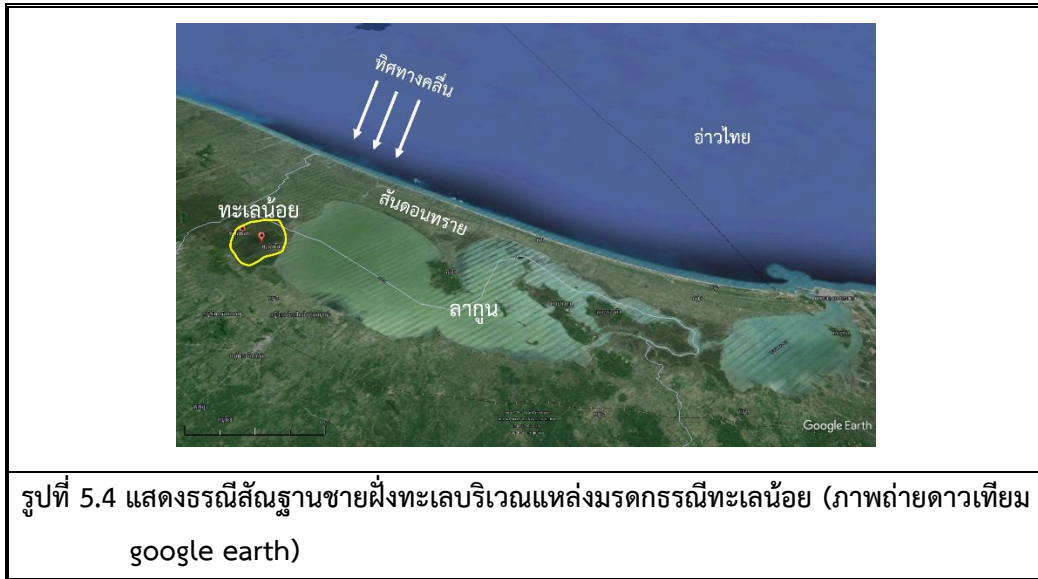 ทิศทางคลื่น
อ่าวไทย
สันดอนทราย
ทะเลน้อย
ลากูน
Google Earth
รูปที่ 5.4 แสดงธรณีสัณฐานชายฝั่งทะเลบริเวณแหล่งมรดกธรณีทะเลน้อย (ภาพถ่ายดาวเทียม
google earth)